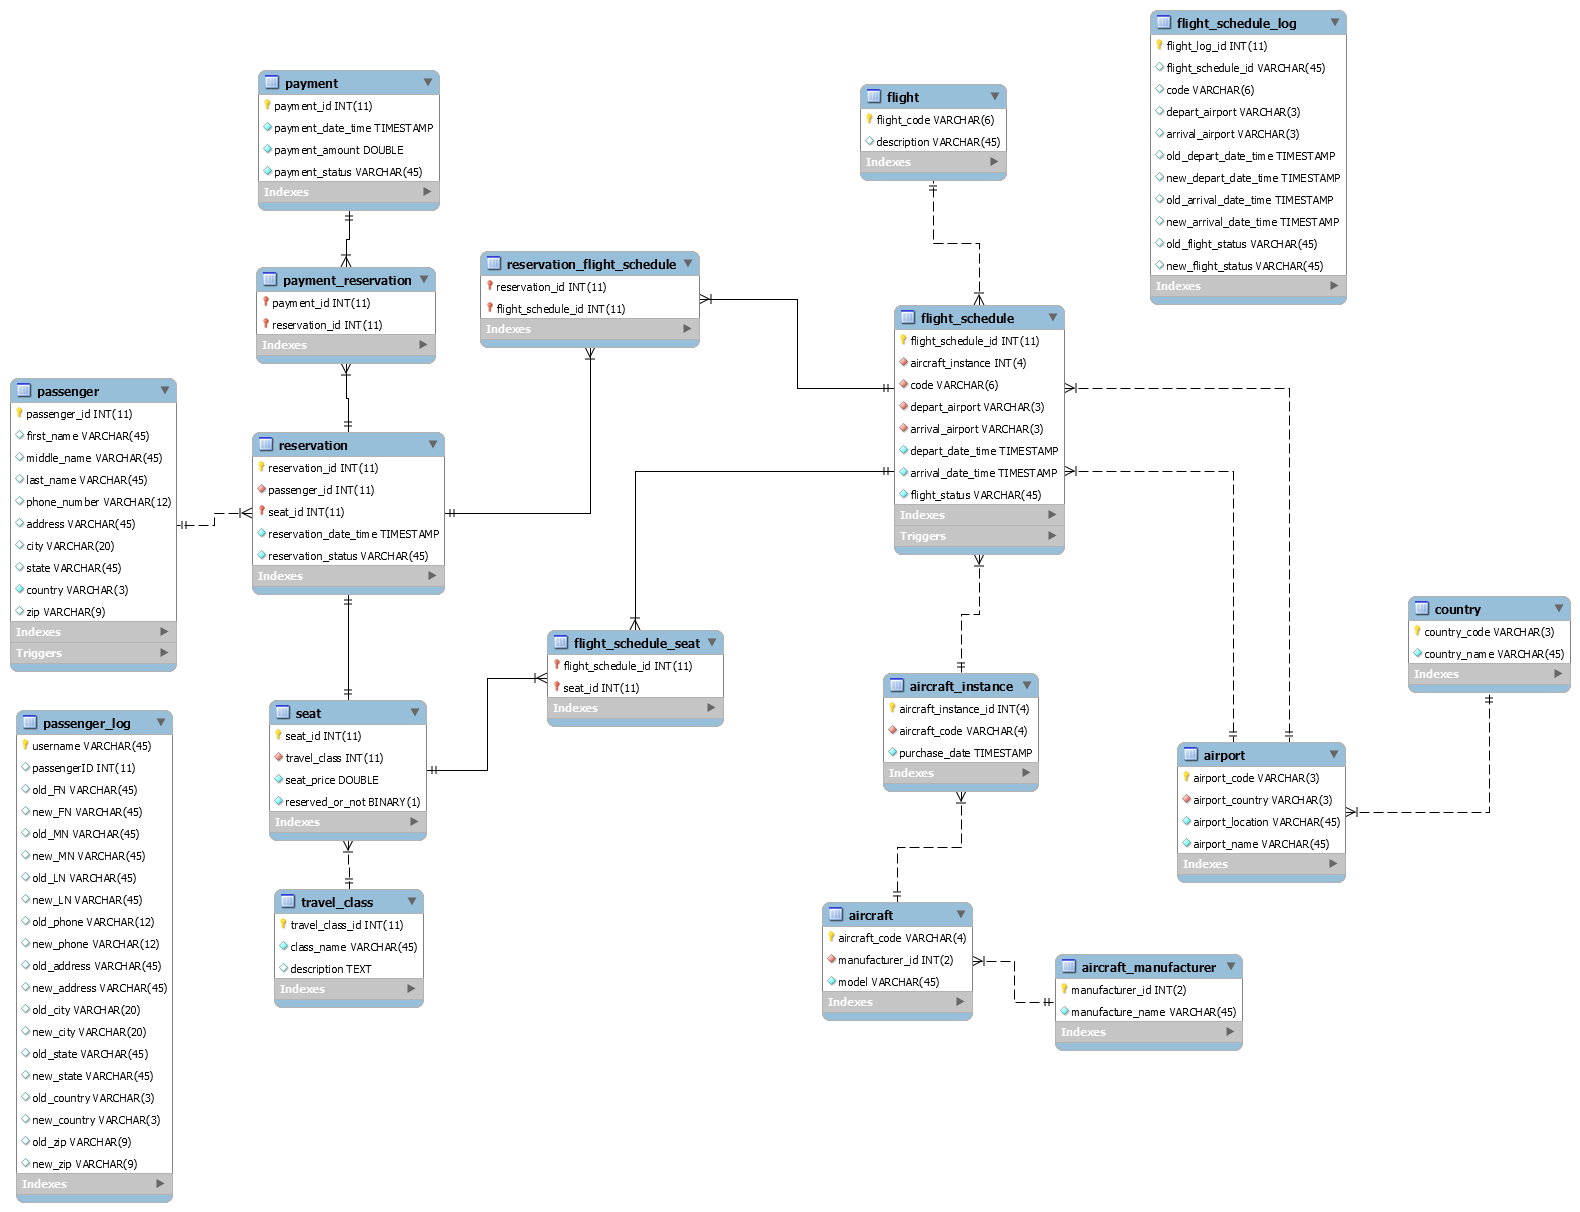 flight_schedule_log
flight_log_id INT(11)
flight_schedule_id VARCHAR(45)
code VARCHAR(6)
depart_airport VARCHAR(3)
arrival_airport VARCHAR(3)
old_depart_date_time TIMESTAMP
new_depart_date_time TIMESTAMP
old_arrival_date_time TIMESTAMP
new_arrival_date_time TIMESTAMP
old_flight_status VARCHAR(45)
new_flight_status VARCHAR(45)
Indexes
payment
payment_id INT(11)
payment_date_time TIMESTAMP
payment_amount DOUBLE
payment_status VARCHAR(45)
Indexes
flight
flight_code VARCHAR(6)
description VARCHAR(45)
Indexes
payment_reservation
payment_id INT(11)
reservation_id INT(11)
Indexes
reservation_flight_schedule
reservation_id INT(11)
flight_schedule_id INT(11)
Indexes
flight_schedule
flight_schedule_id INT(11)
aircraft_instance INT(4)
code VARCHAR(6)
depart_airport VARCHAR(3)
arrival_airport VARCHAR(3)
depart_date_time TIMESTAMP
arrival_date_time TIMESTAMP
flight_status VARCHAR(45)
Indexes
Triggers
passenger
passenger_id INT(11)
first_name VARCHAR(45)
middle_name VARCHAR(45)
last_name VARCHAR(45)
phone_number VARCHAR(12)
address VARCHAR(45)
city VARCHAR(20)
state VARCHAR(45)
country VARCHAR(3)
zip VARCHAR(9)
Indexes
Triggers
reservation
reservation_id INT(11)
passenger_id INT(11)
seat_id INT(11)
reservation_date_time TIMESTAMP
reservation_status VARCHAR(45)
Indexes
flight_schedule_seat
flight_schedule_id INT(11)
seat_id INT(11)
Indexes
country
country_code VARCHAR(3)
country_name VARCHAR(45)
Indexes
aircraft_instance
aircraft_instance_id INT(4)
aircraft_code VARCHAR(4)
purchase_date TIMESTAMP
Indexes
seat
seat_id INT(11)
travel_class INT(11)
seat_price DOUBLE
reserved_or_not BINARY(1)
Indexes
airport
airport_code VARCHAR(3)
airport_country VARCHAR(3)
airport_location VARCHAR(45)
airport_name VARCHAR(45)
Indexes
passenger_log
username VARCHAR(45)
passengerID INT(11)
old_FN VARCHAR(45)
new_FN VARCHAR(45)
old_MN VARCHAR(45)
new_MN VARCHAR(45)
old_LN VARCHAR(45)
new_LN VARCHAR(45)
old_phone VARCHAR(12)
new_phone VARCHAR(12)
old_address VARCHAR(45)
new_address VARCHAR(45)
old_city VARCHAR(20)
new_city VARCHAR(20)
old_state VARCHAR(45)
new_state VARCHAR(45)
old_country VARCHAR(3)
new_country VARCHAR(3)
old_zip VARCHAR(9)
new_zip VARCHAR(9)
Indexes
travel_class
travel_class_id INT(11)
class_name VARCHAR(45)
description TEXT
Indexes
aircraft
aircraft_code VARCHAR(4)
manufacturer_id INT(2)
model VARCHAR(45)
Indexes
aircraft_manufacturer
manufacturer_id INT(2)
manufacture_name VARCHAR(45)
Indexes